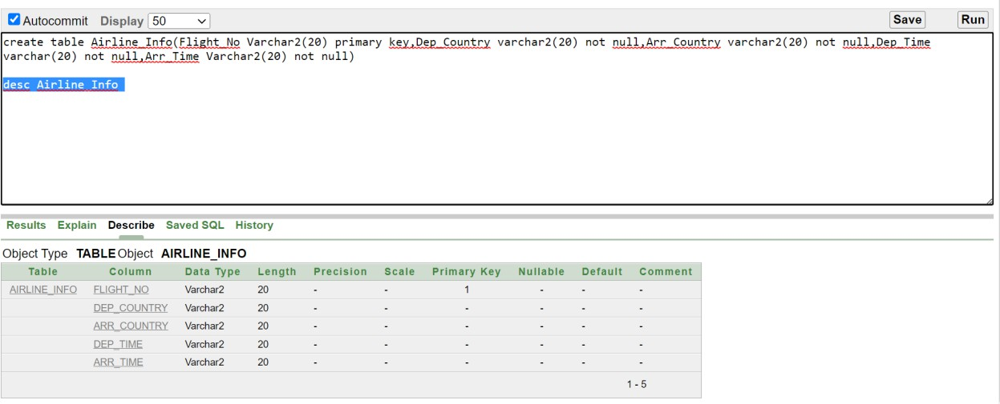 Autocommit Display 50 Save Run
create table Airline_Info(Flight_No Varchar2(20) primary key,Dep_Country varchar2(20) not null,Arr_Country varchar2(20) not null,Dep_Time
varchar(20) not null,Arr_Time Varchar2(20) not null)
desc Airline_Info
Results Explain Describe Saved SQL History
Object Type TABLE Object AIRLINE_INFO
Table Column Data Type Length Precision Scale Primary Key Nullable Default Comment
AIRLINE_INFO FLIGHT_NO Varchar2 20 - - 1 - - -
DEP_COUNTRY Varchar2 20 - - - - - -
ARR_COUNTRY Varchar2 20 - - - - - -
DEP_TIME Varchar2 20 - - - - - -
ARR_TIME Varchar2 20 - - - - - -
1 - 5